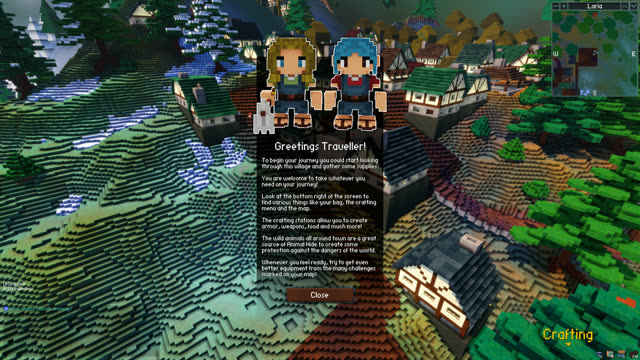 Laria
W
E
S
Greetings Traveller!
To begin your journey you could start looking
through this village and gather some supplies.
You are welcome to take whatever you
need on your journey!
Look at the bottom right of the screen to
find various things like your bag, the crafting
menu and the map.
The crafting stations allow you to create
armor, weapons, food and much more!
The wild animals all around town are a great
source of Animal Hide to create some
protection against the dangers of the world.
Whenever you feel ready, try to get even
better equipment from the many challenges
marked on your map!
Close
Crafting